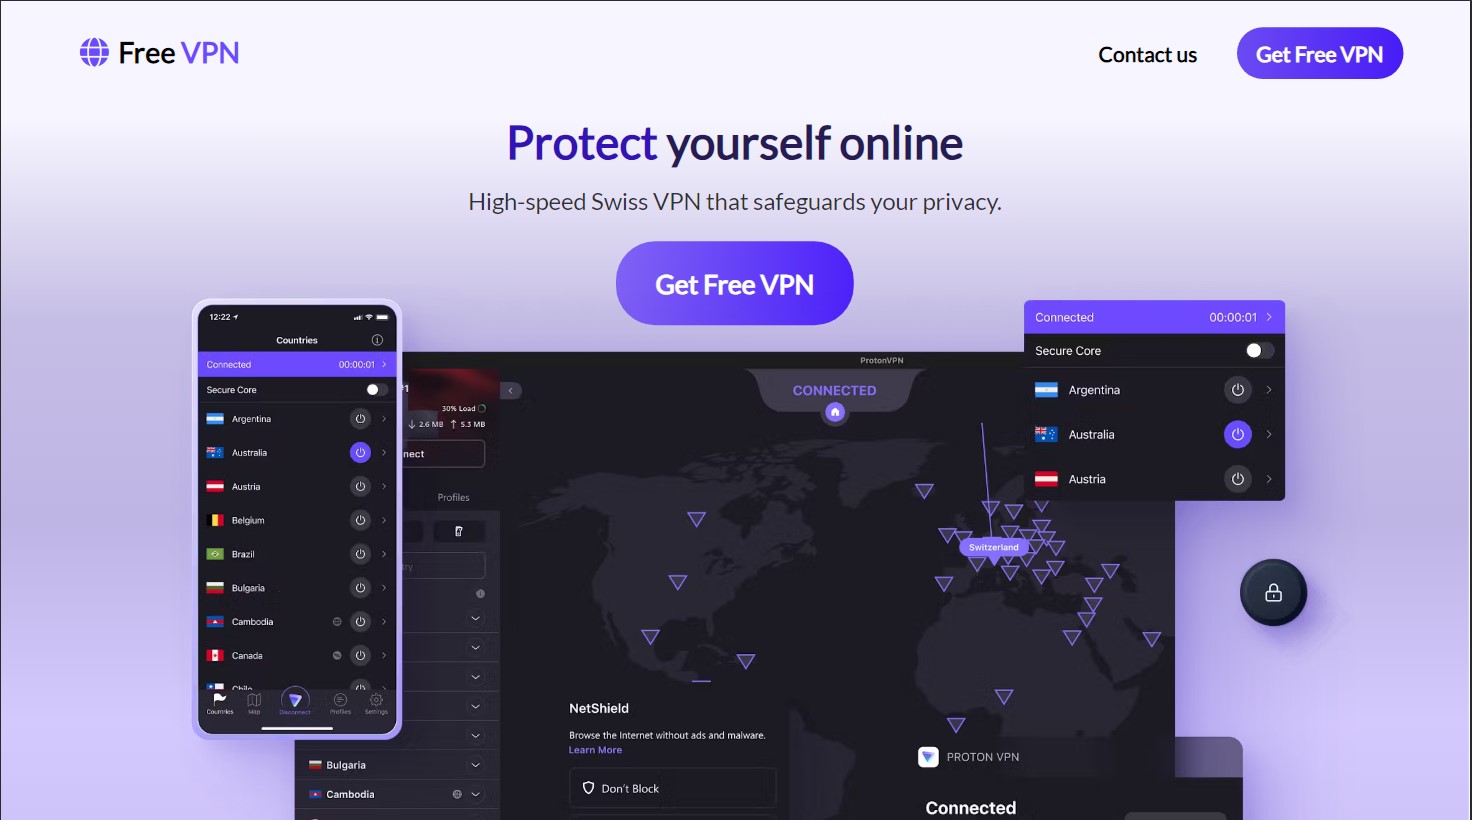 Free VPN
Contact us
Get Free VPN
Protect yourself online
High-speed Swiss VPN that safeguards your privacy.
Get Free VPN
12:22
Countries
Connected 00:00:01
Secure Core
Argentina
Australia
Austria
Belgium
Brazil
Bulgaria
Cambodia
Canada
Chile
Countries
Map
Disconnect
Profiles
Settings
ProtonVPN
#1
30% Load
2.6 MB
5.3 MB
Profiles
CONNECTED
Switzerland
NetShield
Browse the Internet without ads and malware.
Learn More
Don't Block
Bulgaria
Cambodia
Connected 00:00:01
Secure Core
Argentina
Australia
Austria
PROTON VPN
Connected